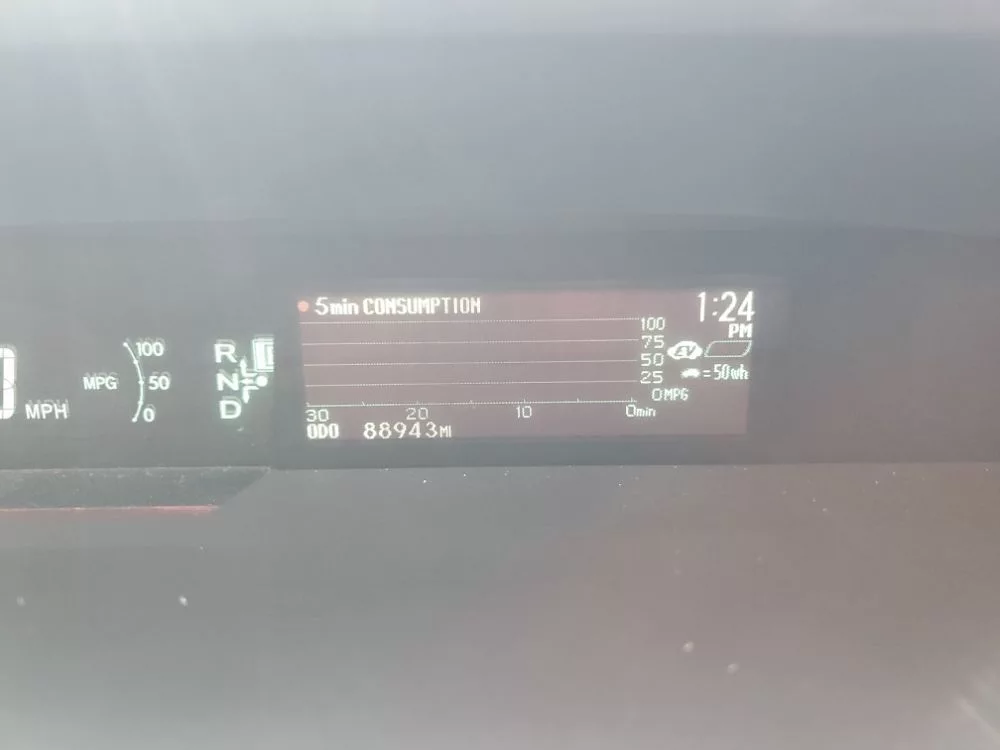 5min CONSUMPTION
1:24
PM
100
75
50
25
0MPG
EV
=50Wh
30 20 10 0min
ODO 88943MI
MPH
MPG
100
50
0
R
N
D